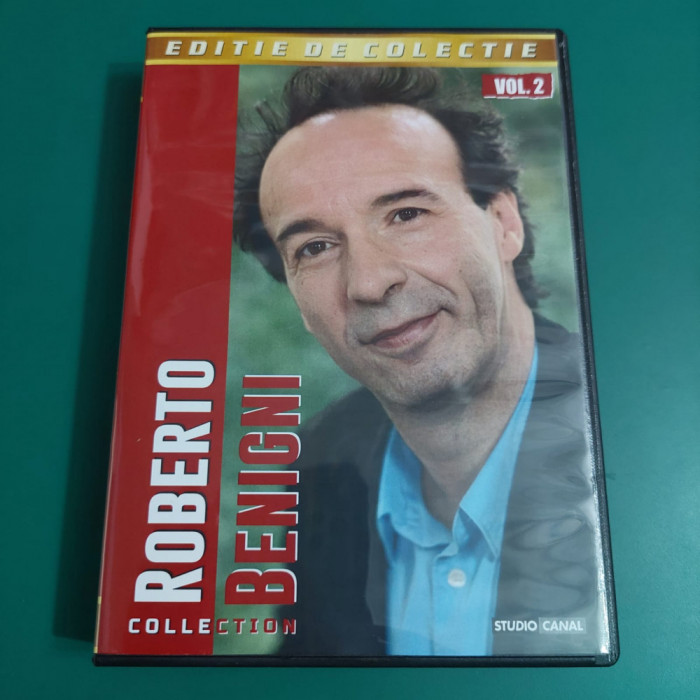 EDITIE DE COLECTIE
VOL. 2
ROBERTO
BENIGNI
COLLECTION
STUDIO CANAL